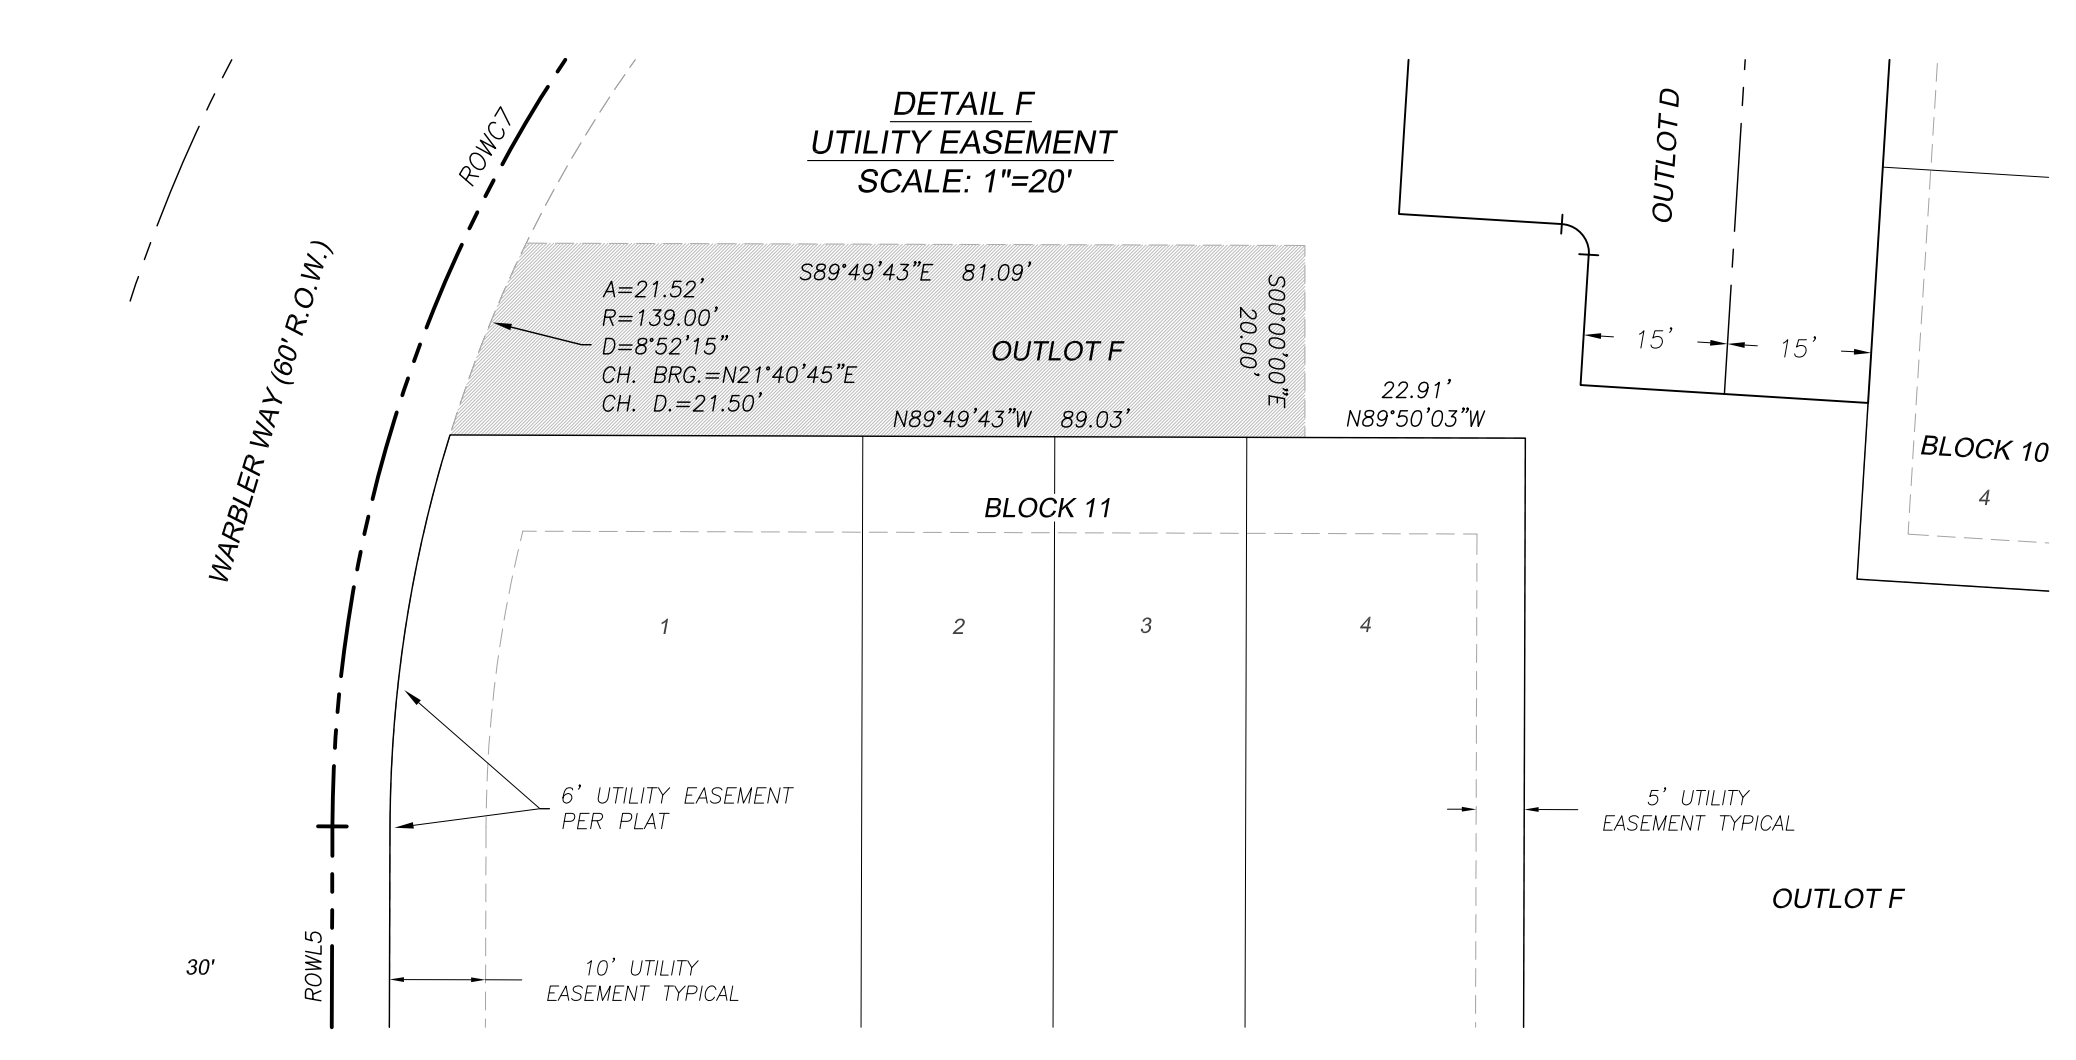 DETAIL F
UTILITY EASEMENT
SCALE: 1"=20'
ROWC7
OUTLOT D
WARBLER WAY (60' R.O.W.)
S89°49'43"E 81.09'
A=21.52'
R=139.00'
D=8°52'15"
CH. BRG.=N21°40'45"E
CH. D.=21.50'
OUTLOT F
S00°00'00"E
20.00'
N89°49'43"W 89.03'
22.91'
N89°50'03"W
15'
15'
BLOCK 10
4
BLOCK 11
1
2
3
4
6' UTILITY EASEMENT
PER PLAT
5' UTILITY
EASEMENT TYPICAL
OUTLOT F
30'
ROWL5
10' UTILITY
EASEMENT TYPICAL